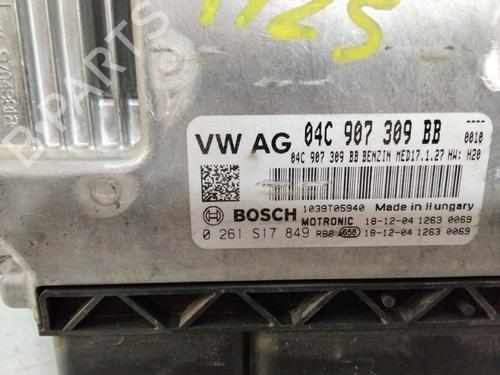 1125
B-PARTS
VW AG 04C 907 309 BB 0010
04C 907 309 BB BENZIN MED17.1.27 HW: H20
BOSCH 1039T05940 Made in Hungary
MOTRONIC 18-12-04 1263 0069
0 261 S17 849 RB8 658 18-12-04 1263 0069